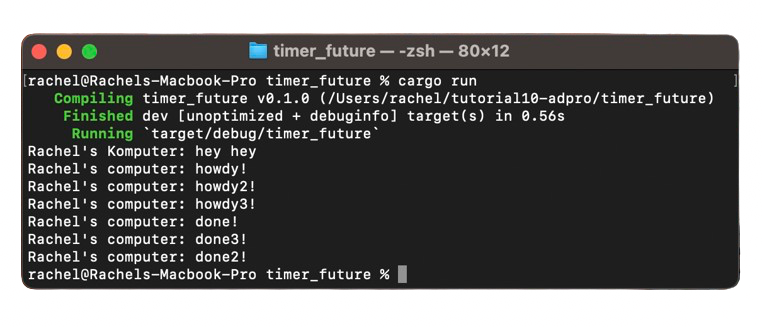 timer_future — -zsh — 80×12
[rachel@Rachels-Macbook-Pro timer_future % cargo run ]
Compiling timer_future v0.1.0 (/Users/rachel/tutorial10-adpro/timer_future)
Finished dev [unoptimized + debuginfo] target(s) in 0.56s
Running `target/debug/timer_future`
Rachel's Komputer: hey hey
Rachel's computer: howdy!
Rachel's computer: howdy2!
Rachel's computer: howdy3!
Rachel's computer: done!
Rachel's computer: done3!
Rachel's computer: done2!
rachel@Rachels-Macbook-Pro timer_future %